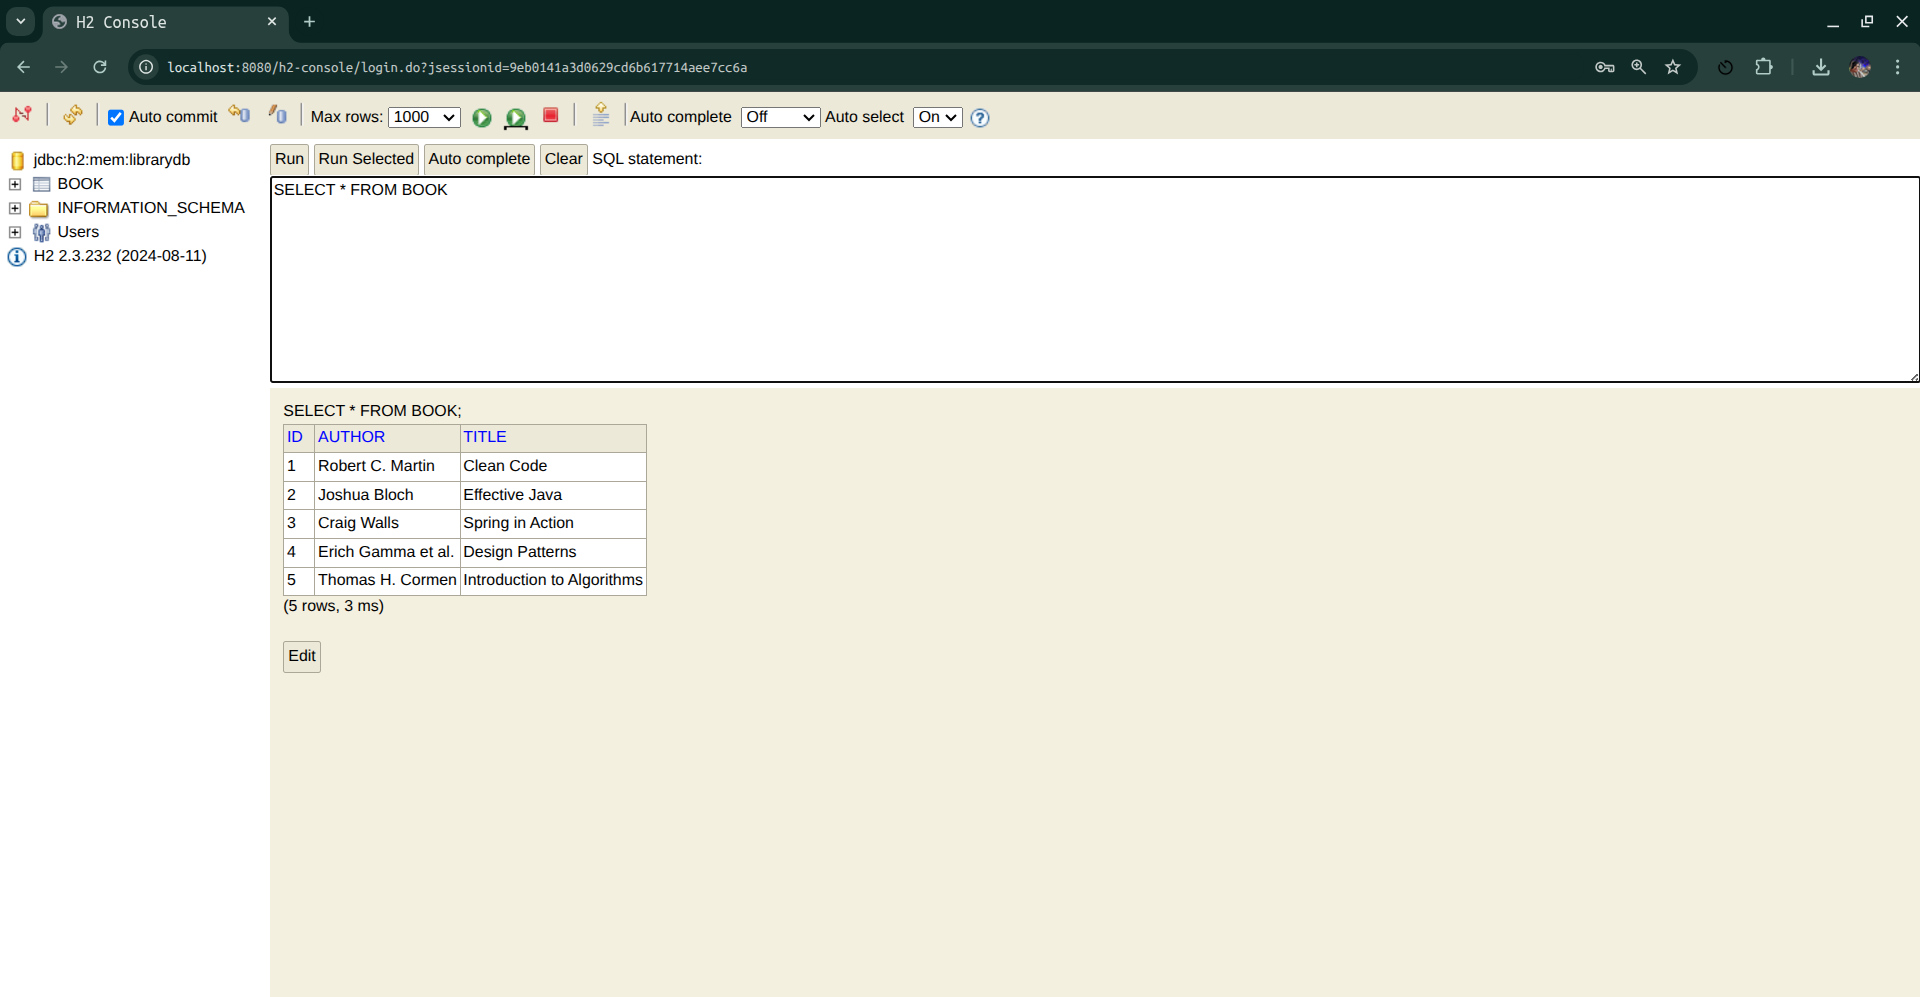 H2 Console
localhost:8080/h2-console/login.do?jsessionid=9eb0141a3d0629cd6b617714aee7cc6a
Auto commit Max rows: 1000 Auto complete Off Auto select On
jdbc:h2:mem:librarydb
BOOK
INFORMATION_SCHEMA
Users
H2 2.3.232 (2024-08-11)
Run Run Selected Auto complete Clear SQL statement:
SELECT * FROM BOOK
SELECT * FROM BOOK;
ID AUTHOR TITLE
1 Robert C. Martin Clean Code
2 Joshua Bloch Effective Java
3 Craig Walls Spring in Action
4 Erich Gamma et al. Design Patterns
5 Thomas H. Cormen Introduction to Algorithms
(5 rows, 3 ms)
Edit